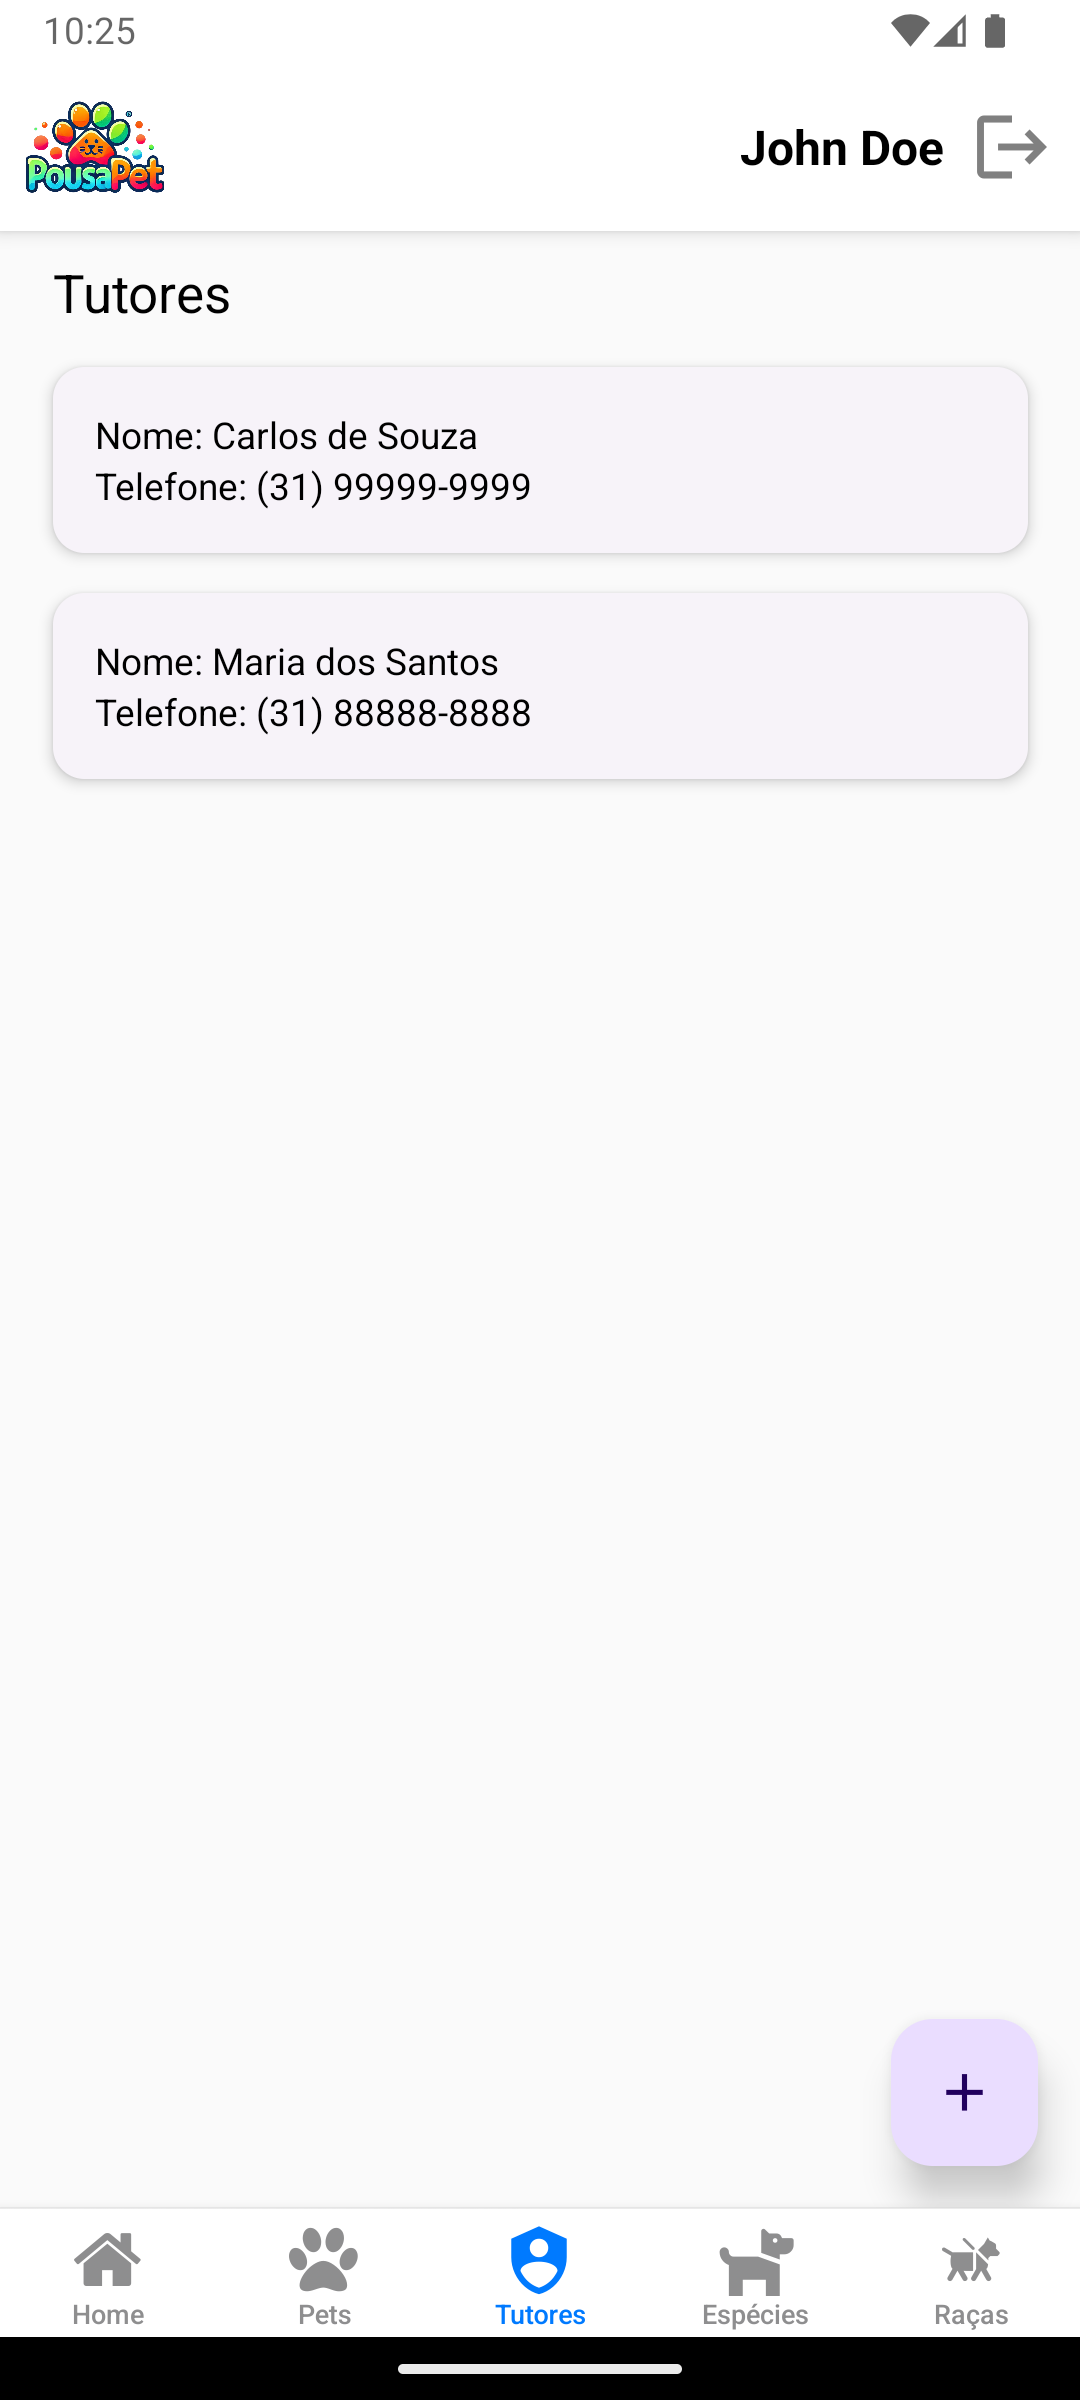 10:25
PousaPet
John Doe
Tutores
Nome: Carlos de Souza
Telefone: (31) 99999-9999
Nome: Maria dos Santos
Telefone: (31) 88888-8888
Home
Pets
Tutores
Espécies
Raças